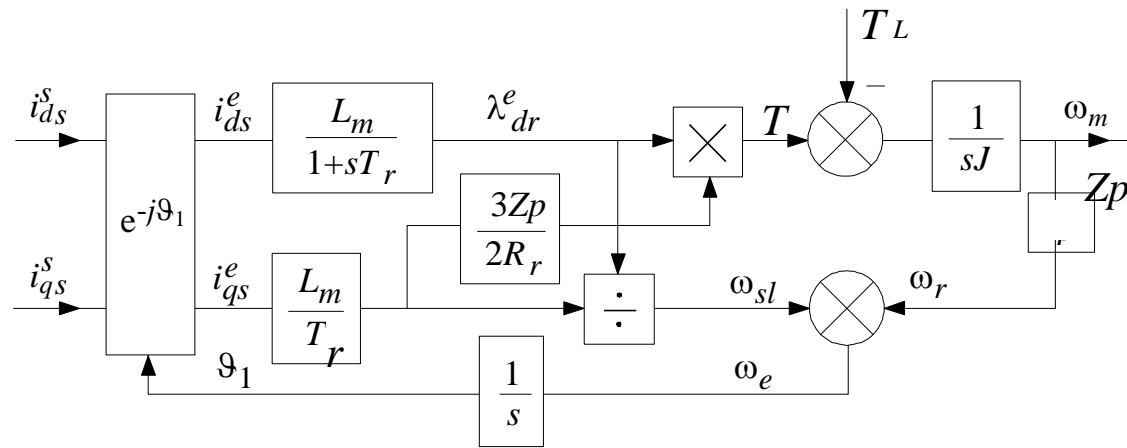 T L
−
i^s_ds
i^e_ds
L_m / 1+sT_r
λ^e_dr
×
T
1 / sJ
ω_m
Zp
e^-jϑ_1
3Zp / 2R_r
i^s_qs
i^e_qs
L_m / T_r
÷
ω_sl
ω_r
ϑ_1
1 / s
ω_e